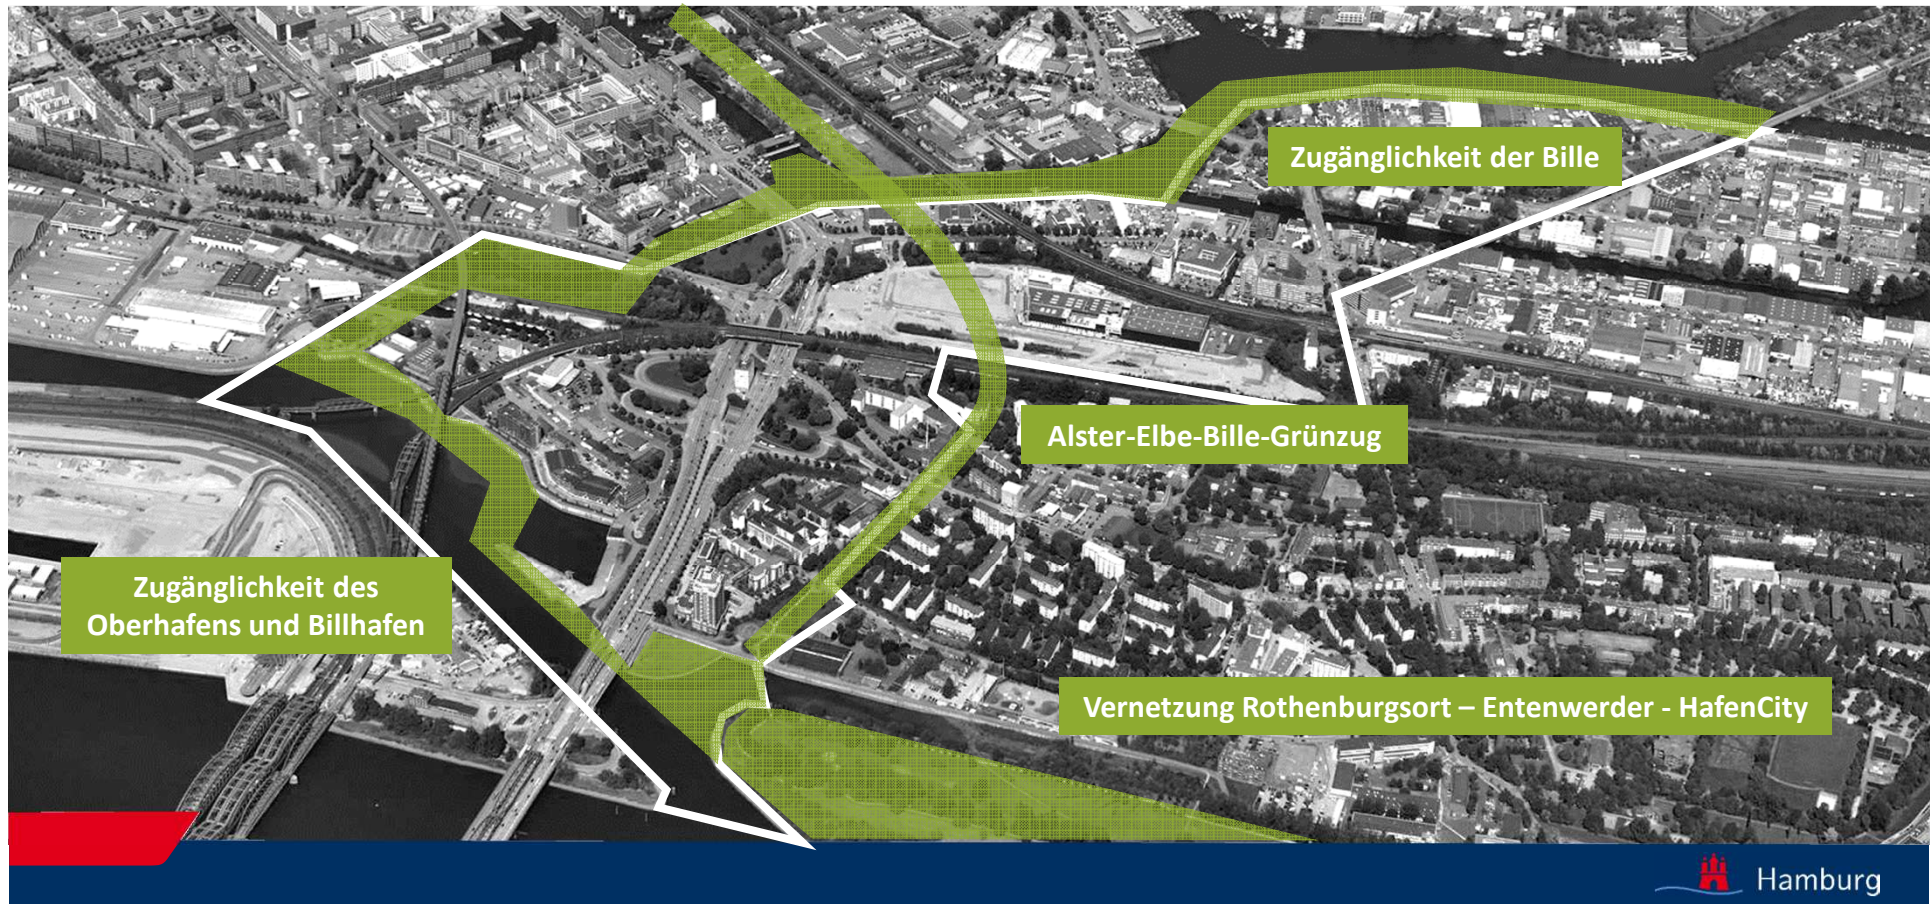 Zugänglichkeit der Bille
Alster-Elbe-Bille-Grünzug
Zugänglichkeit des
Oberhafens und Billhafen
Vernetzung Rothenburgsort – Entenwerder - HafenCity
Hamburg